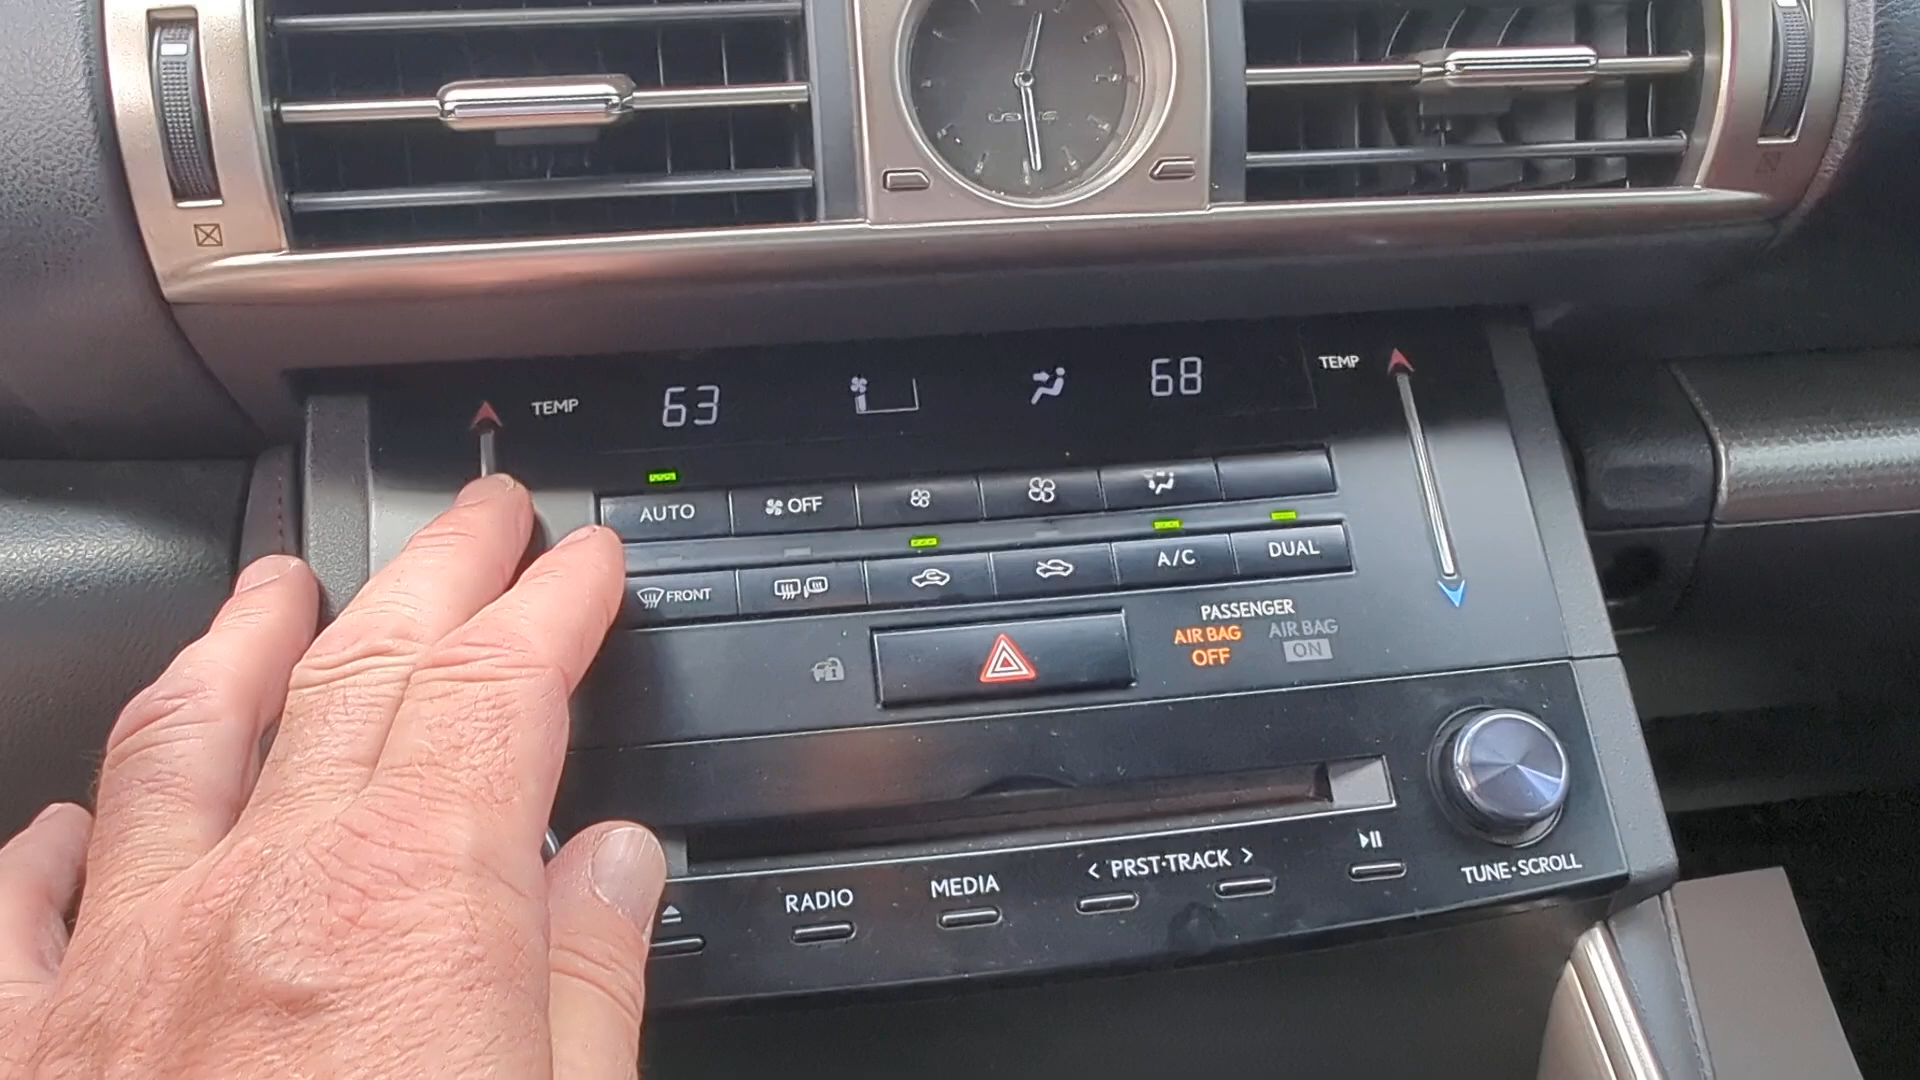 LEXUS
TEMP 63 68 TEMP
AUTO OFF
FRONT A/C DUAL
PASSENGER
AIR BAG AIR BAG
OFF ON
RADIO MEDIA < PRST·TRACK >
TUNE·SCROLL